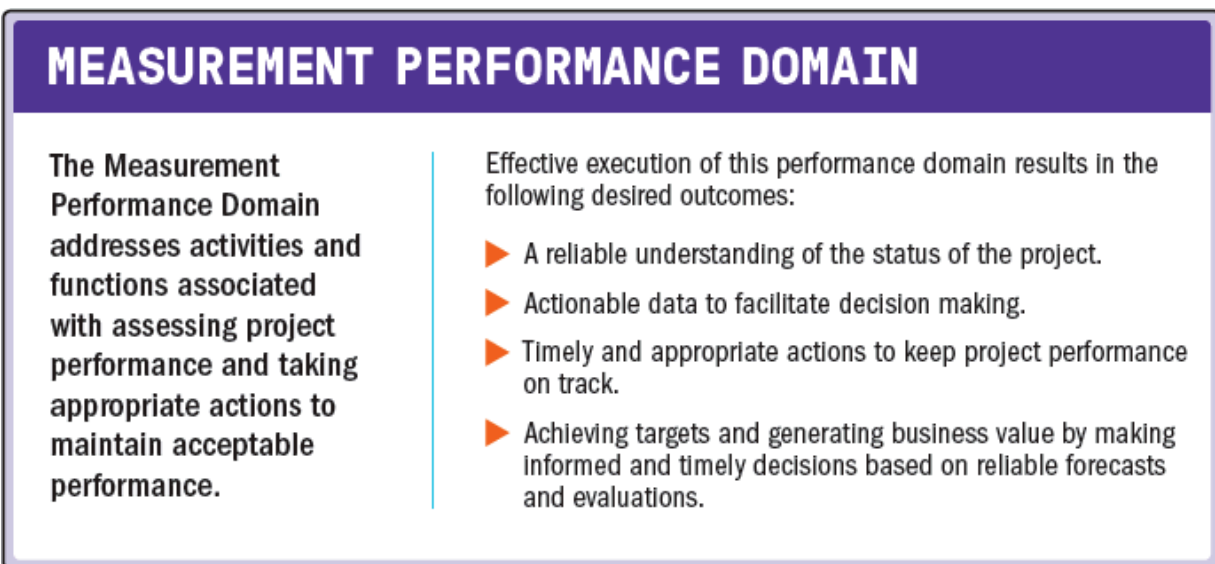 MEASUREMENT PERFORMANCE DOMAIN
The Measurement
Performance Domain
addresses activities and
functions associated
with assessing project
performance and taking
appropriate actions to
maintain acceptable
performance.
Effective execution of this performance domain results in the
following desired outcomes:
A reliable understanding of the status of the project.
Actionable data to facilitate decision making.
Timely and appropriate actions to keep project performance
on track.
Achieving targets and generating business value by making
informed and timely decisions based on reliable forecasts
and evaluations.